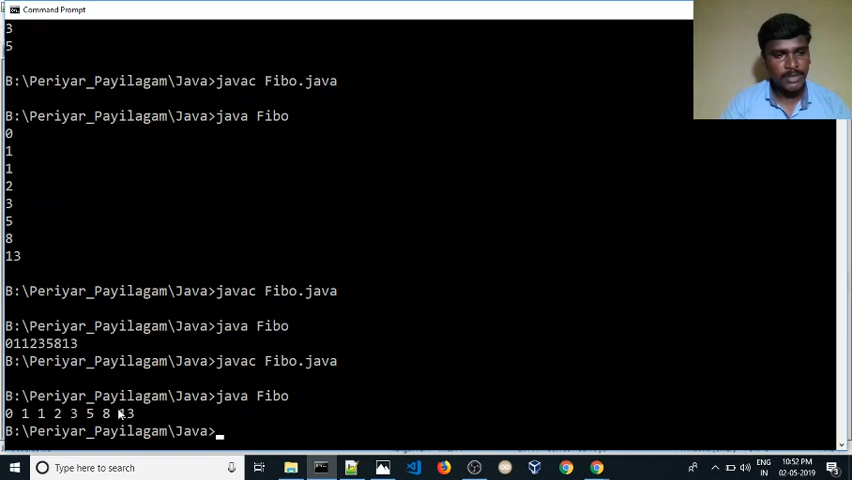 Command Prompt
3
5
B:\Periyar_Payilagam\Java>javac Fibo.java
B:\Periyar_Payilagam\Java>java Fibo
0
1
1
2
3
5
8
13
B:\Periyar_Payilagam\Java>javac Fibo.java
B:\Periyar_Payilagam\Java>java Fibo
011235813
B:\Periyar_Payilagam\Java>javac Fibo.java
B:\Periyar_Payilagam\Java>java Fibo
0 1 1 2 3 5 8 13
B:\Periyar_Payilagam\Java>
Type here to search
ENG
IN
10:52 PM
02-05-2019